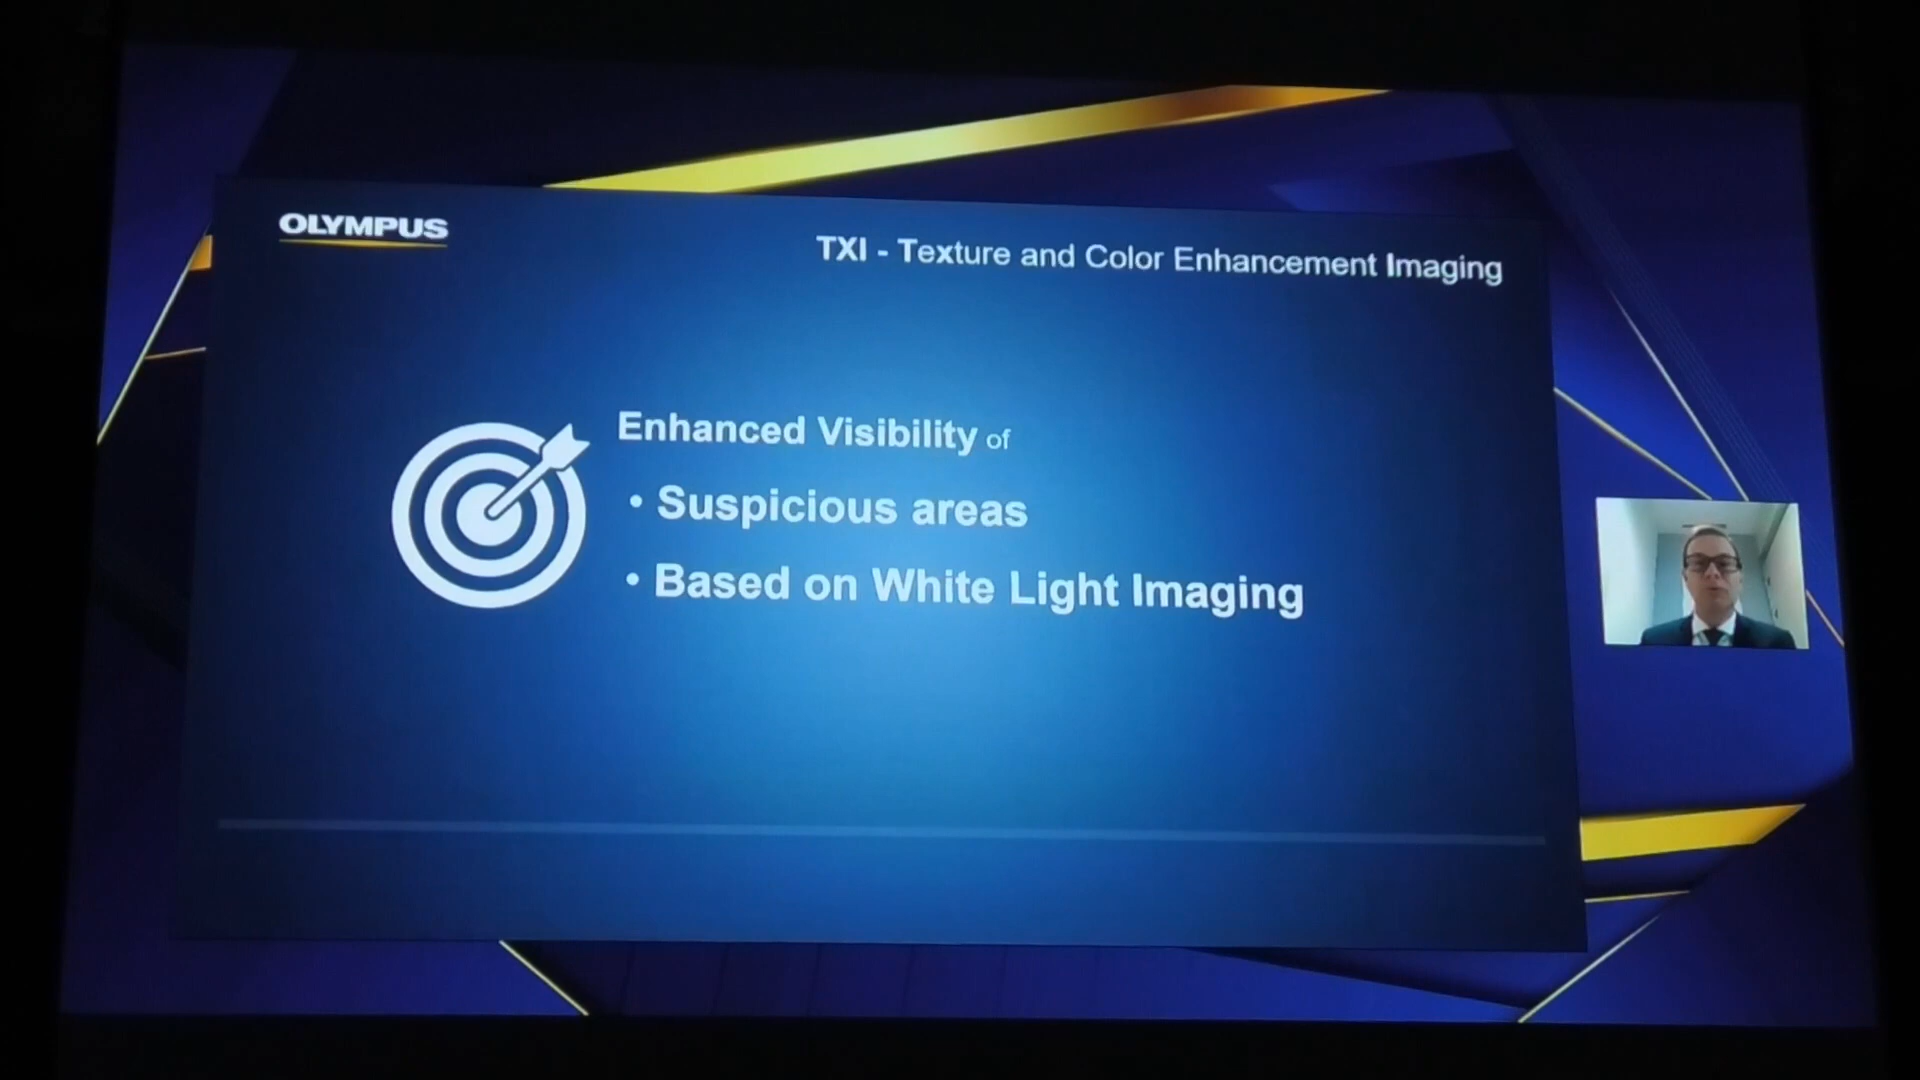 OLYMPUS
TXI - Texture and Color Enhancement Imaging
Enhanced Visibility of
• Suspicious areas
• Based on White Light Imaging